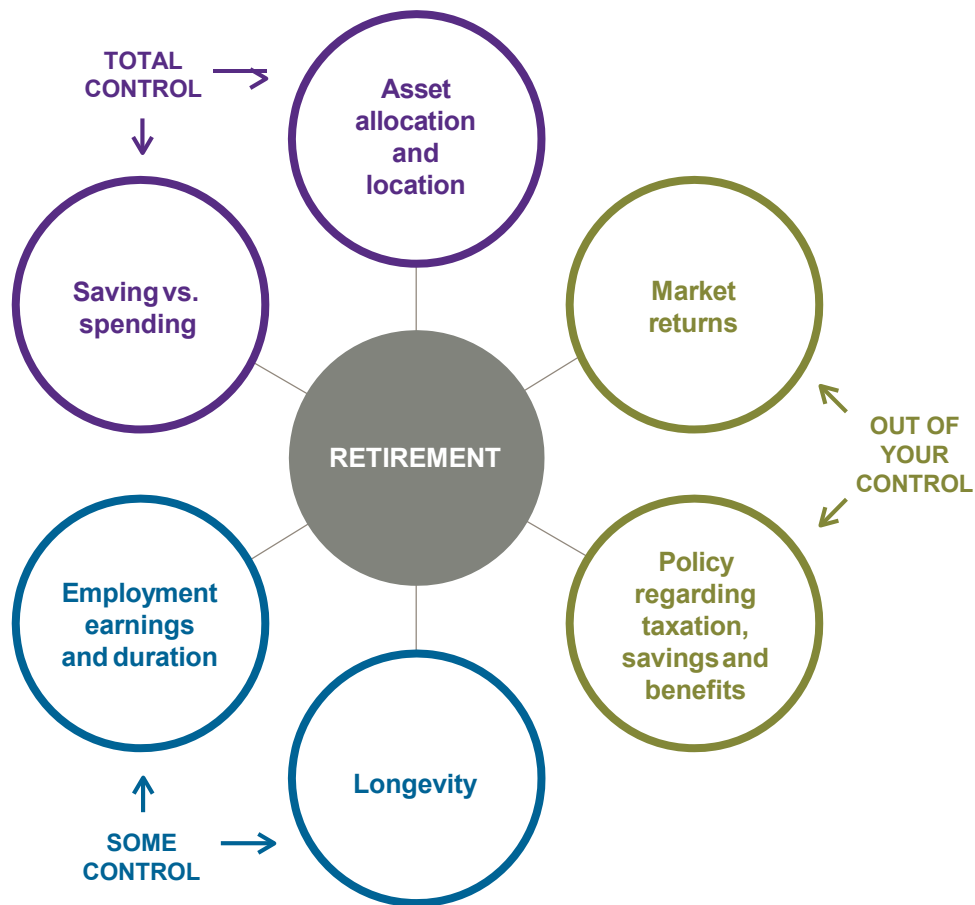 TOTAL
CONTROL
Asset
allocation
and
location
Saving vs.
spending
Market
returns
RETIREMENT
OUT OF
YOUR
CONTROL
Employment
earnings
and duration
Policy
regarding
taxation,
savings and
benefits
Longevity
SOME
CONTROL